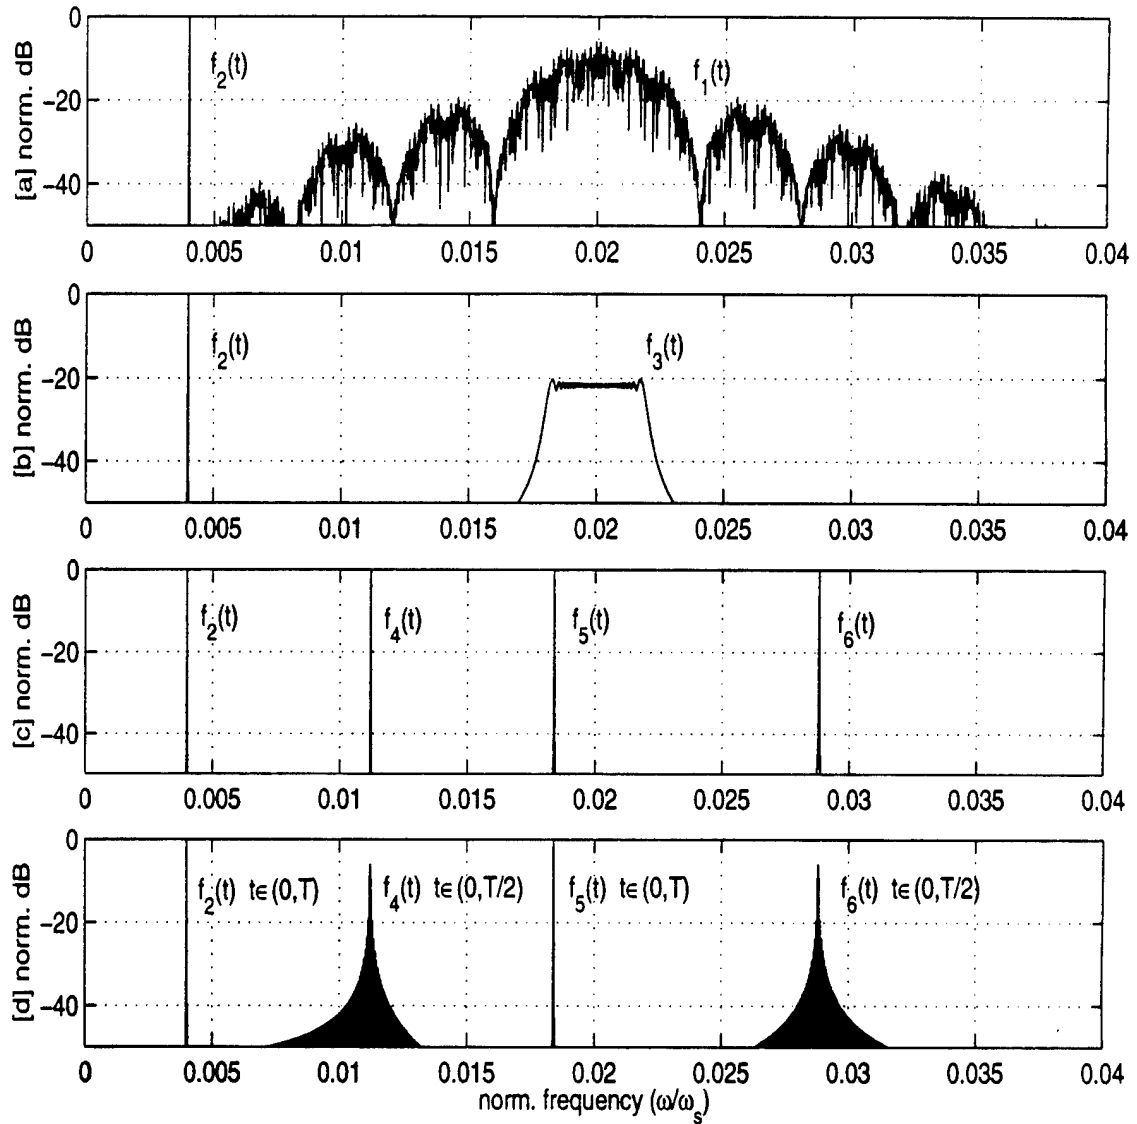 [a] norm. dB
0
−20
−40
f₂(t)
f₁(t)
0 0.005 0.01 0.015 0.02 0.025 0.03 0.035 0.04
[b] norm. dB
0
−20
−40
f₂(t)
f₃(t)
0 0.005 0.01 0.015 0.02 0.025 0.03 0.035 0.04
[c] norm. dB
0
−20
−40
f₂(t)
f₄(t)
f₅(t)
f₆(t)
0 0.005 0.01 0.015 0.02 0.025 0.03 0.035 0.04
[d] norm. dB
0
−20
−40
f₂(t) t∈(0,T)
f₄(t) t∈(0,T/2)
f₅(t) t∈(0,T)
f₆(t) t∈(0,T/2)
0 0.005 0.01 0.015 0.02 0.025 0.03 0.035 0.04
norm. frequency (ω/ωₛ)